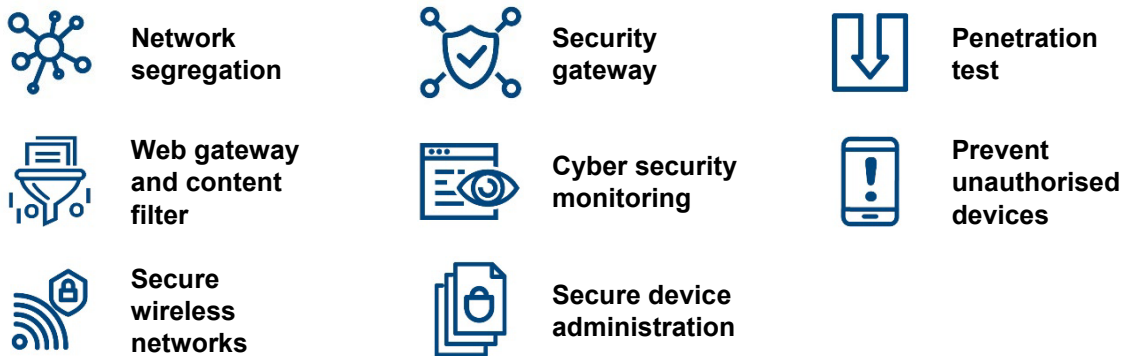 Network
segregation
Security
gateway
Penetration
test
Web gateway
and content
filter
Cyber security
monitoring
Prevent
unauthorised
devices
Secure
wireless
networks
Secure device
administration